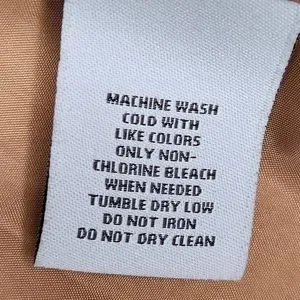 MACHINE WASH
COLD WITH
LIKE COLORS
ONLY NON-
CHLORINE BLEACH
WHEN NEEDED
TUMBLE DRY LOW
DO NOT IRON
DO NOT DRY CLEAN